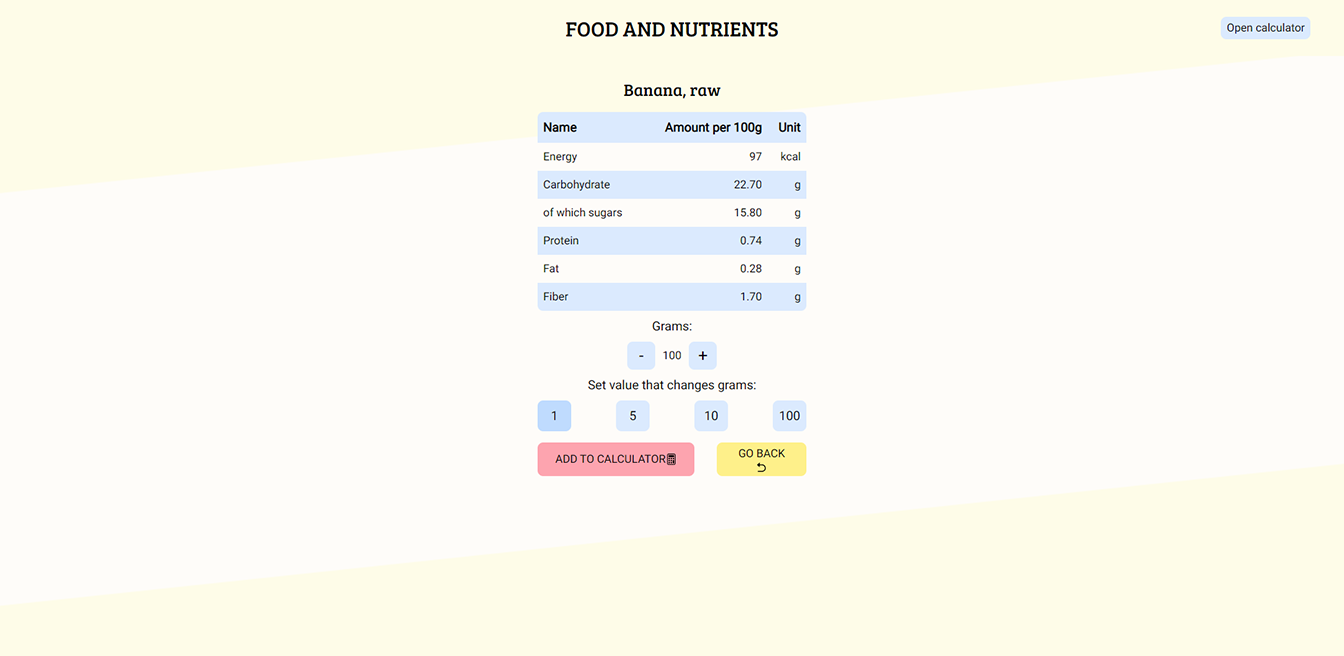 FOOD AND NUTRIENTS
Open calculator
Banana, raw
Name Amount per 100g Unit
Energy 97 kcal
Carbohydrate 22.70 g
of which sugars 15.80 g
Protein 0.74 g
Fat 0.28 g
Fiber 1.70 g
Grams:
- 100 +
Set value that changes grams:
1 5 10 100
ADD TO CALCULATOR
GO BACK